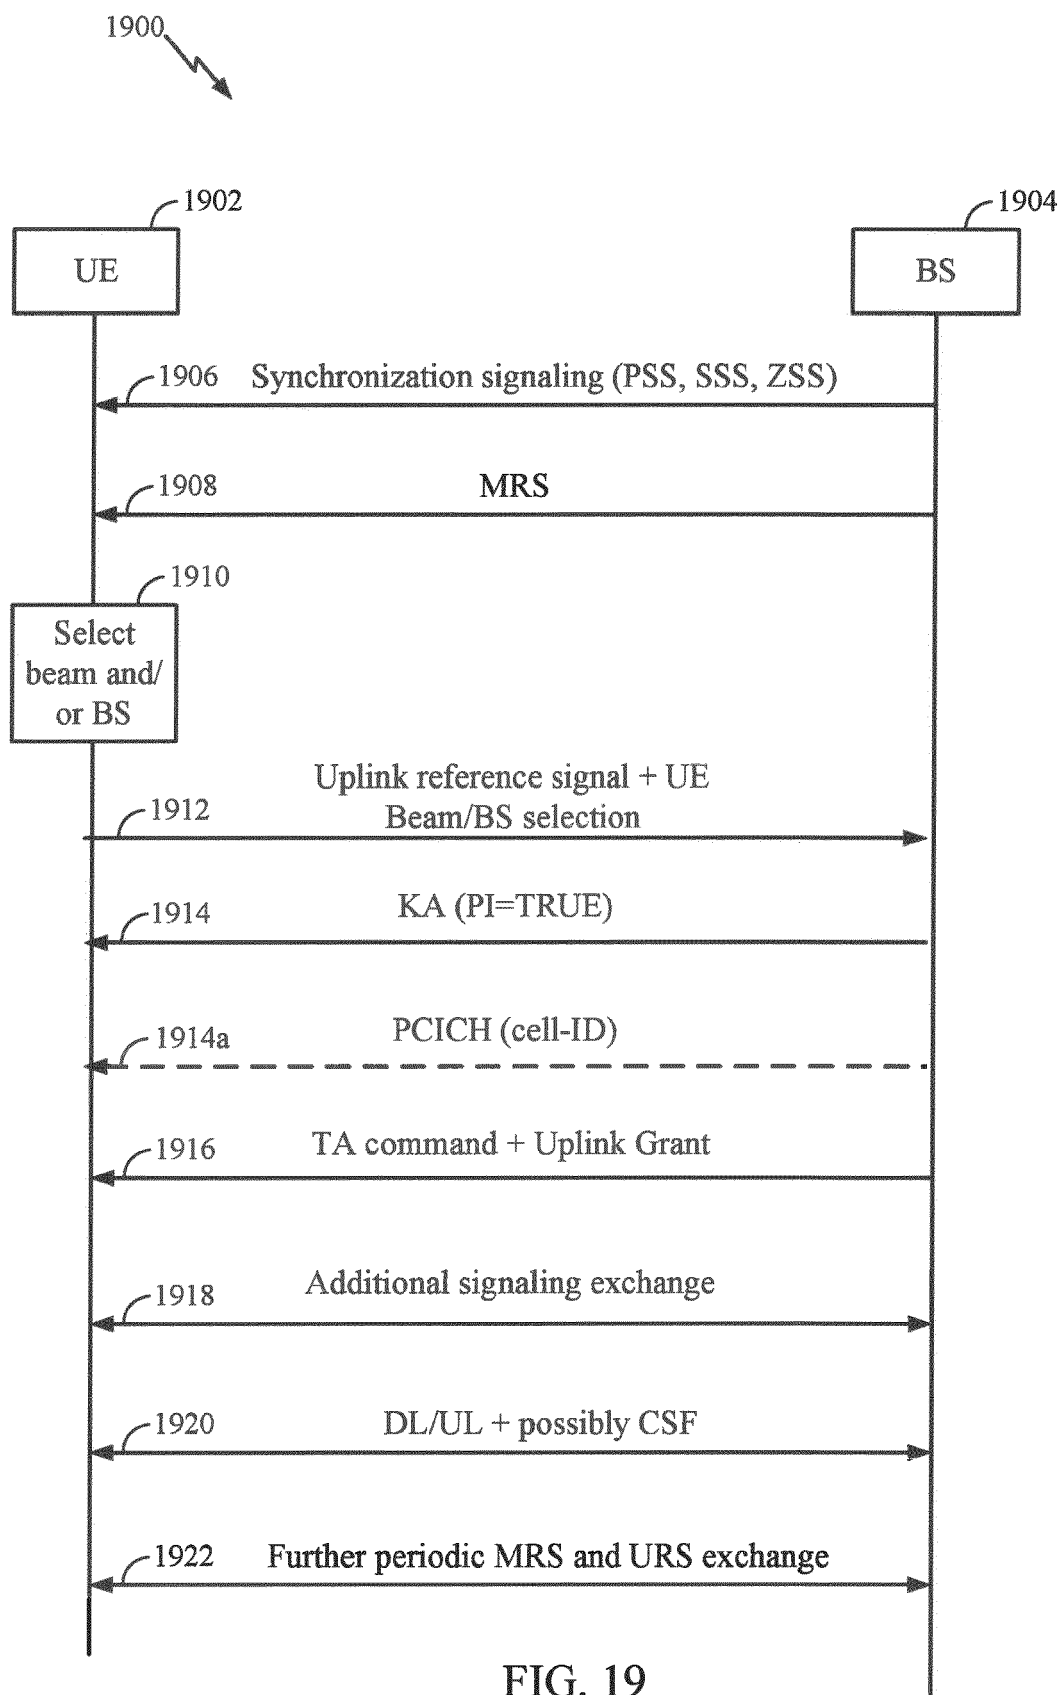 1900
1902
1904
UE
BS
1906
Synchronization signaling (PSS, SSS, ZSS)
1908
MRS
1910
Select
beam and/
or BS
Uplink reference signal + UE
1912
Beam/BS selection
1914
KA (PI=TRUE)
1914a
PCICH (cell-ID)
1916
TA command + Uplink Grant
1918
Additional signaling exchange
1920
DL/UL + possibly CSF
1922
Further periodic MRS and URS exchange
FIG. 19